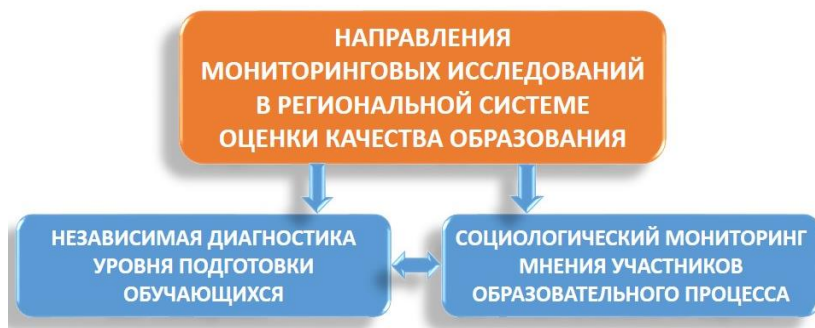 НАПРАВЛЕНИЯ
МОНИТОРИНГОВЫХ ИССЛЕДОВАНИЙ
В РЕГИОНАЛЬНОЙ СИСТЕМЕ
ОЦЕНКИ КАЧЕСТВА ОБРАЗОВАНИЯ
НЕЗАВИСИМАЯ ДИАГНОСТИКА
УРОВНЯ ПОДГОТОВКИ
ОБУЧАЮЩИХСЯ
СОЦИОЛОГИЧЕСКИЙ МОНИТОРИНГ
МНЕНИЯ УЧАСТНИКОВ
ОБРАЗОВАТЕЛЬНОГО ПРОЦЕССА